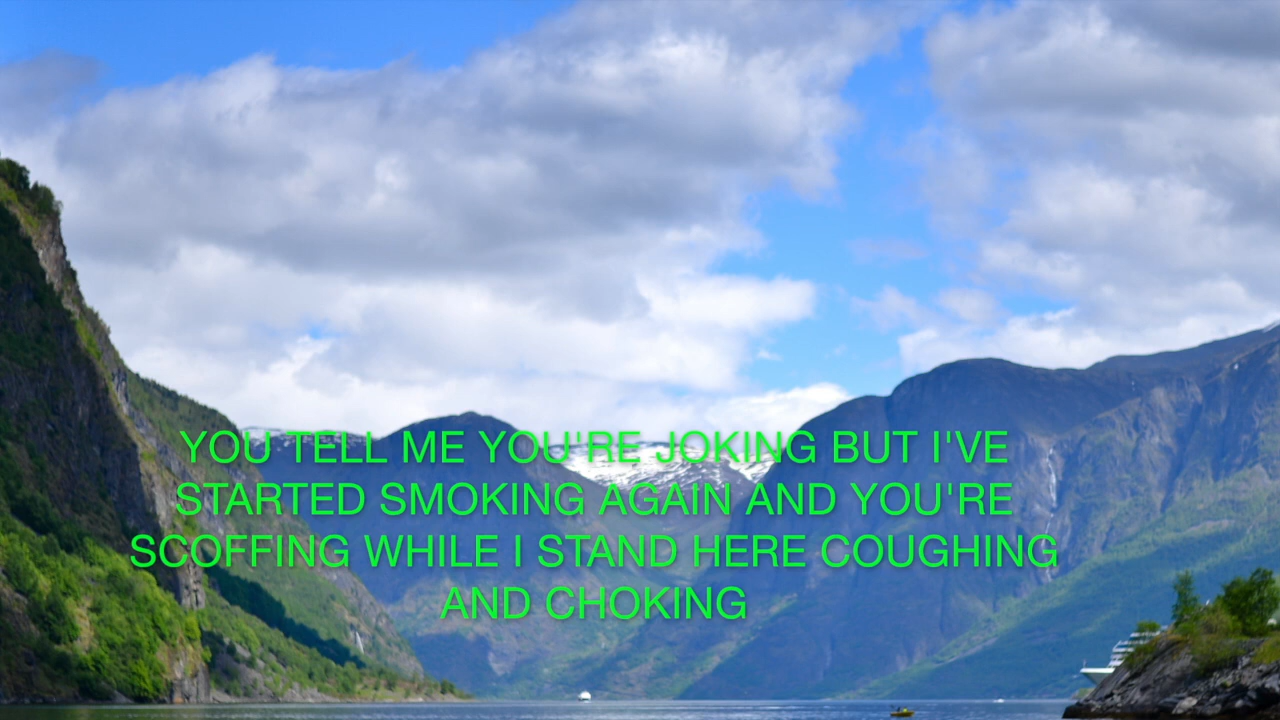 YOU TELL ME YOU'RE JOKING BUT I'VE
STARTED SMOKING AGAIN AND YOU'RE
SCOFFING WHILE I STAND HERE COUGHING
AND CHOKING